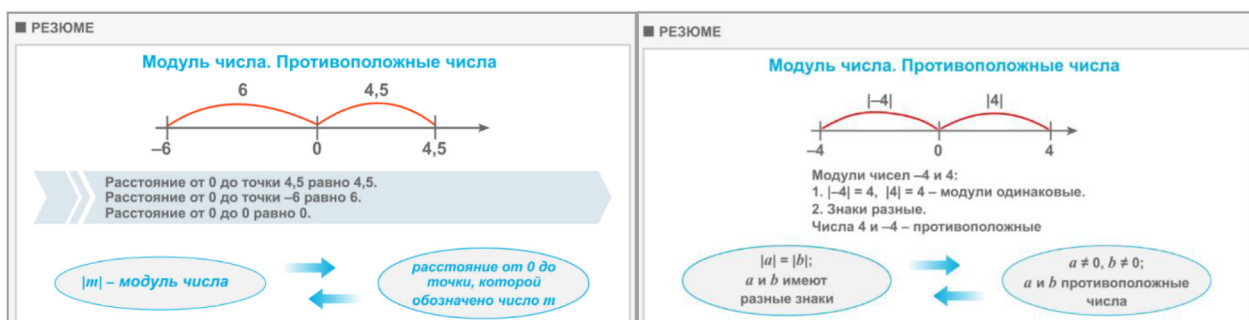 РЕЗЮМЕ
Модуль числа. Противоположные числа
6 4,5
–6 0 4,5
Расстояние от 0 до точки 4,5 равно 4,5.
Расстояние от 0 до точки –6 равно 6.
Расстояние от 0 до 0 равно 0.
|m| – модуль числа
расстояние от 0 до
точки, которой
обозначено число m
РЕЗЮМЕ
Модуль числа. Противоположные числа
|–4| |4|
–4 0 4
Модули чисел –4 и 4:
1. |–4| = 4, |4| = 4 – модули одинаковые.
2. Знаки разные.
Числа 4 и –4 – противоположные
|a| = |b|;
a и b имеют
разные знаки
a ≠ 0, b ≠ 0;
a и b противоположные
числа